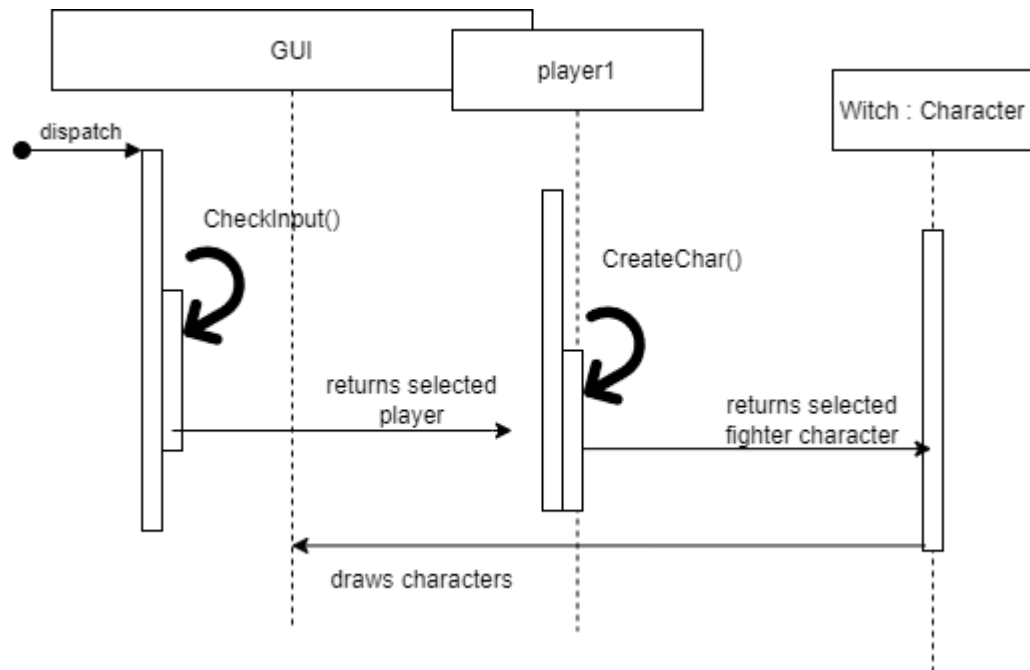 GUI
player1
Witch : Character
dispatch
CheckInput()
CreateChar()
returns selected
player
returns selected
fighter character
draws characters